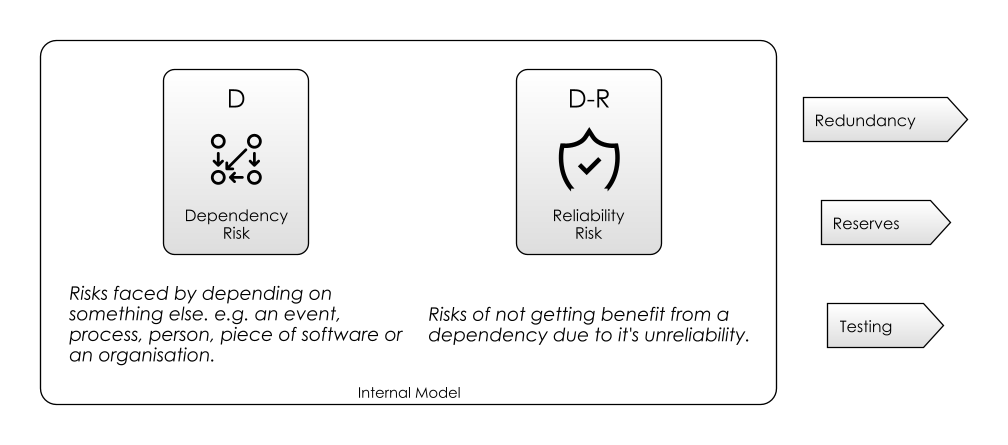 D
Dependency
Risk
Risks faced by depending on
something else. e.g. an event,
process, person, piece of software or
an organisation.
D-R
Reliability
Risk
Risks of not getting benefit from a
dependency due to it's unreliability.
Internal Model
Redundancy
Reserves
Testing